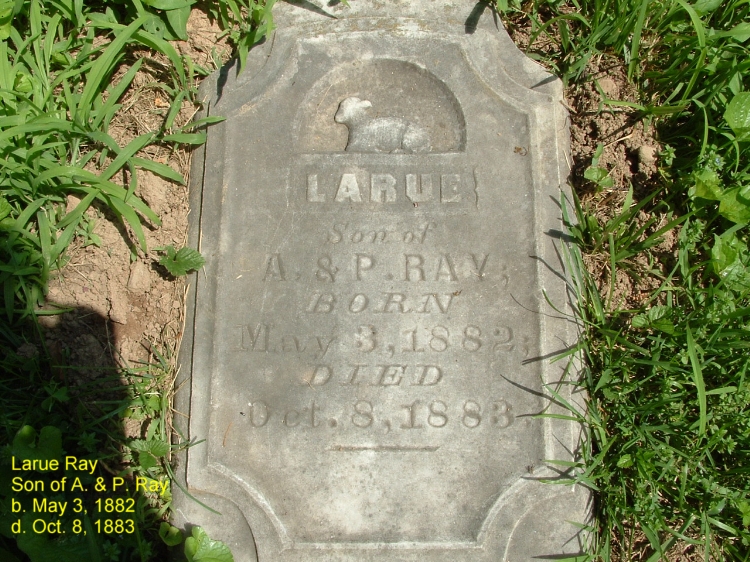 LARUE
Son of
A. & P. RAY;
BORN
May 3, 1882;
DIED
Oct. 8, 1883.
Larue Ray
Son of A. & P. Ray
b. May 3, 1882
d. Oct. 8, 1883